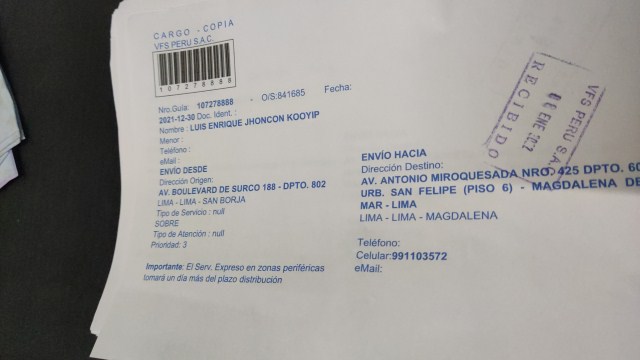 CARGO - COPIA
VFS PERU S.A.C.
107278888
Nro.Guía: 107278888 - O/S:841685 Fecha:
2021-12-30 Doc. Ident. :
Nombre : LUIS ENRIQUE JHONCON KOOYIP
Menor :
Teléfono :
eMail :
ENVÍO DESDE
Dirección Origen:
AV. BOULEVARD DE SURCO 188 - DPTO. 802
LIMA - LIMA - SAN BORJA
Tipo de Servicio : null
SOBRE
Tipo de Atención : null
Prioridad: 3
Importante: El Serv. Expreso en zonas periféricas
tomará un día más del plazo distribución
ENVÍO HACIA
Dirección Destino:
AV. ANTONIO MIROQUESADA NRO. 425 DPTO. 60
URB. SAN FELIPE (PISO 6) - MAGDALENA DE
MAR - LIMA
LIMA - LIMA - MAGDALENA
Teléfono:
Celular:991103572
eMail:
VFS PERU S.A.C.
ENE
RECIBIDO